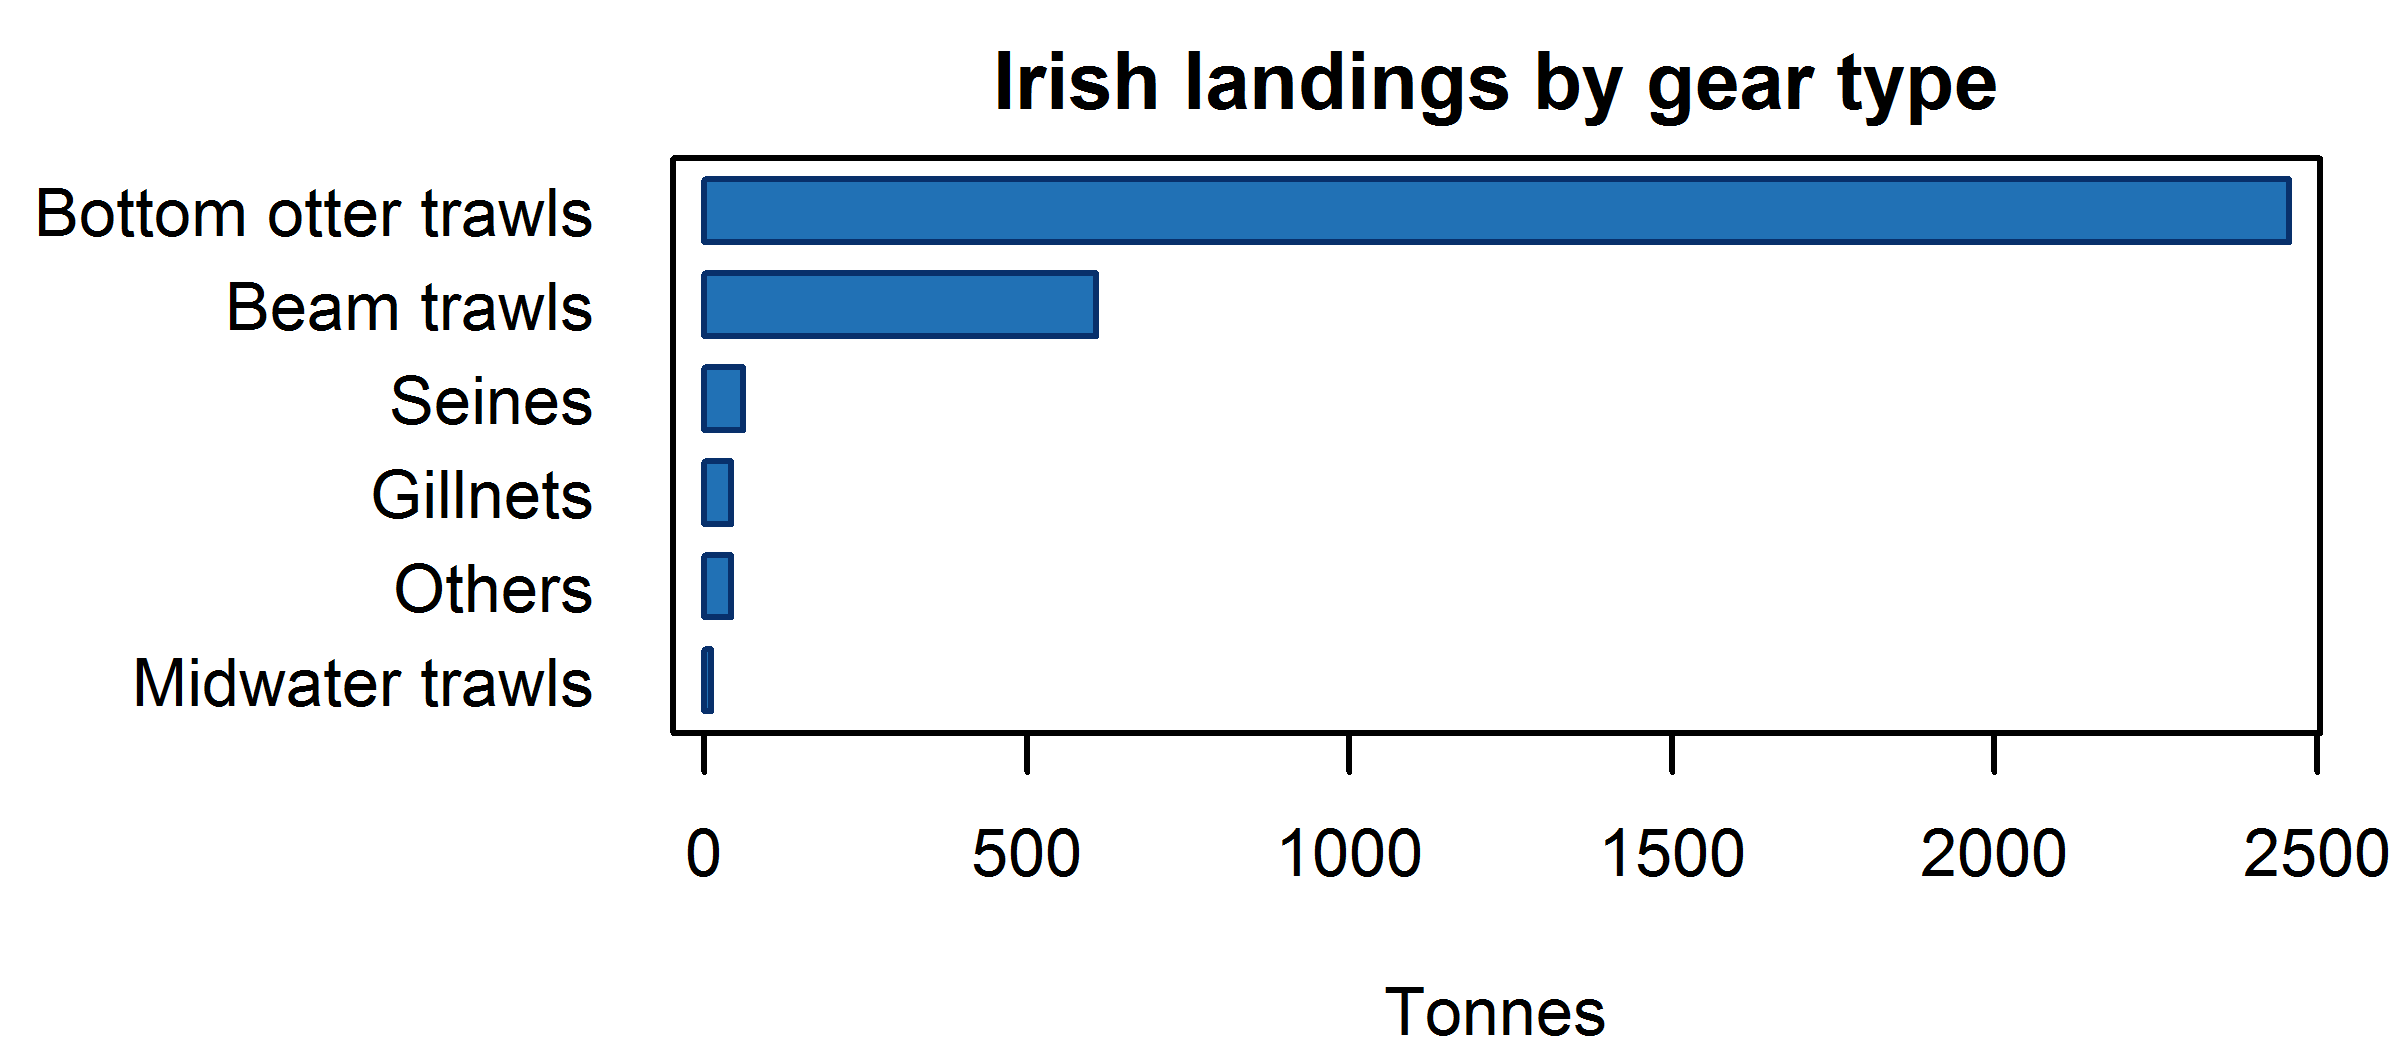 Irish landings by gear type
Bottom otter trawls
Beam trawls
Seines
Gillnets
Others
Midwater trawls
0 500 1000 1500 2000 2500
Tonnes